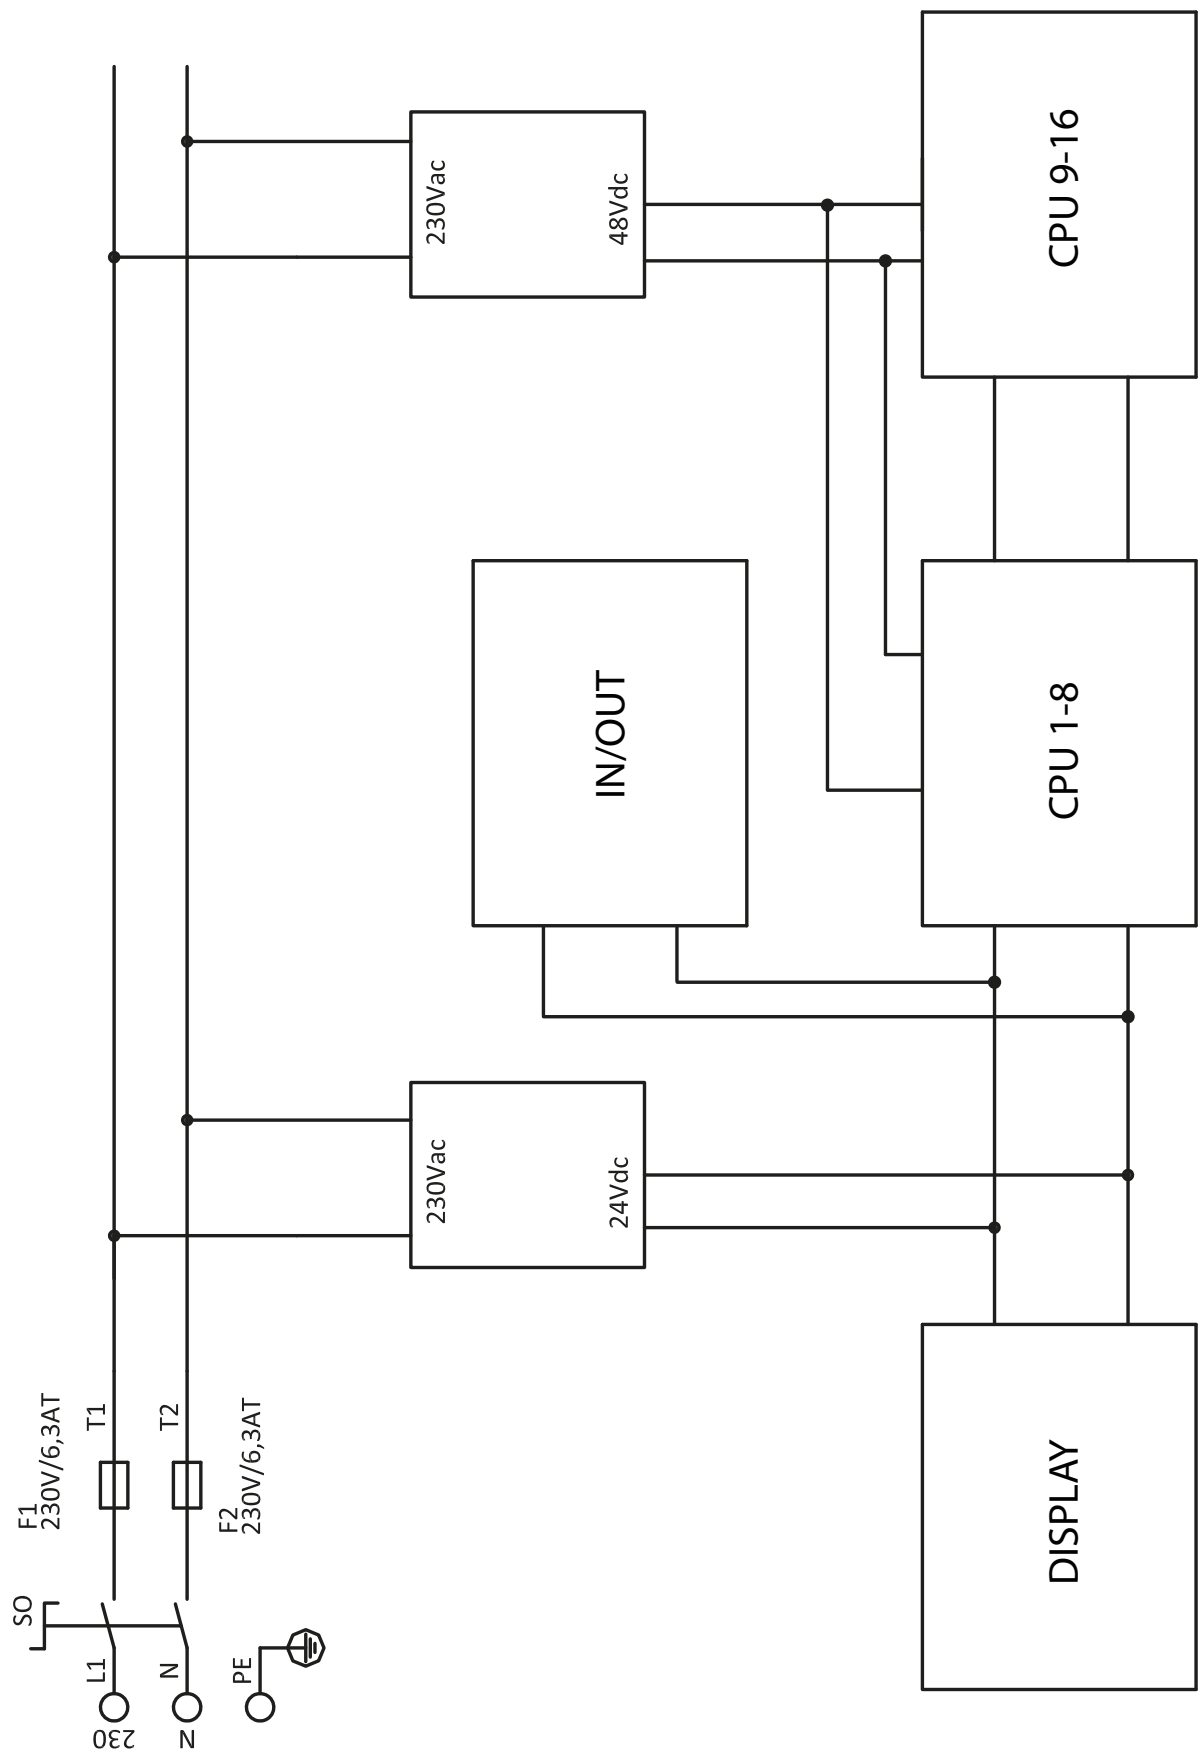 230
N
L1
N
PE
SO
F1
230V/6,3AT
F2
230V/6,3AT
T1
T2
230Vac
24Vdc
230Vac
48Vdc
IN/OUT
DISPLAY
CPU 1-8
CPU 9-16